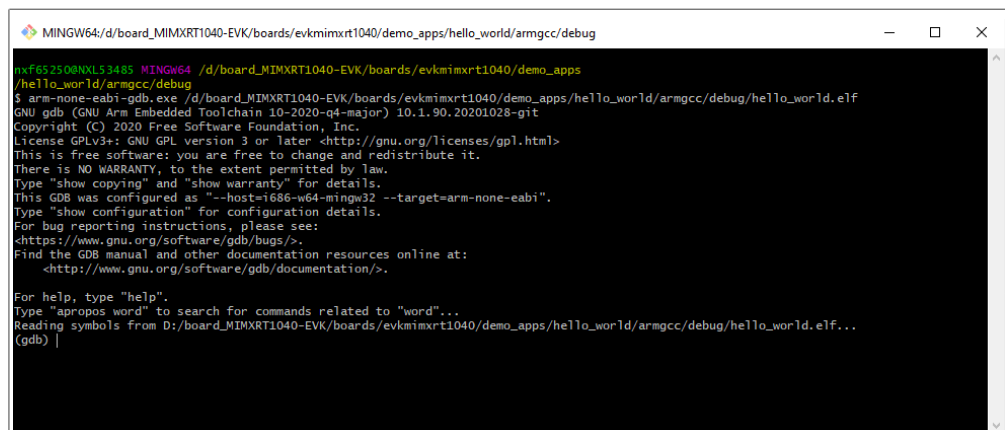 MINGW64:/d/board_MIMXRT1040-EVK/boards/evkmimxrt1040/demo_apps/hello_world/armgcc/debug
nxf65250@NXL53485 MINGW64 /d/board_MIMXRT1040-EVK/boards/evkmimxrt1040/demo_apps
/hello_world/armgcc/debug
$ arm-none-eabi-gdb.exe /d/board_MIMXRT1040-EVK/boards/evkmimxrt1040/demo_apps/hello_world/armgcc/debug/hello_world.elf
GNU gdb (GNU Arm Embedded Toolchain 10-2020-q4-major) 10.1.90.20201028-git
Copyright (C) 2020 Free Software Foundation, Inc.
License GPLv3+: GNU GPL version 3 or later <http://gnu.org/licenses/gpl.html>
This is free software: you are free to change and redistribute it.
There is NO WARRANTY, to the extent permitted by law.
Type "show copying" and "show warranty" for details.
This GDB was configured as "--host=i686-w64-mingw32 --target=arm-none-eabi".
Type "show configuration" for configuration details.
For bug reporting instructions, please see:
<https://www.gnu.org/software/gdb/bugs/>.
Find the GDB manual and other documentation resources online at:
    <http://www.gnu.org/software/gdb/documentation/>.
For help, type "help".
Type "apropos word" to search for commands related to "word"...
Reading symbols from D:/board_MIMXRT1040-EVK/boards/evkmimxrt1040/demo_apps/hello_world/armgcc/debug/hello_world.elf...
(gdb)